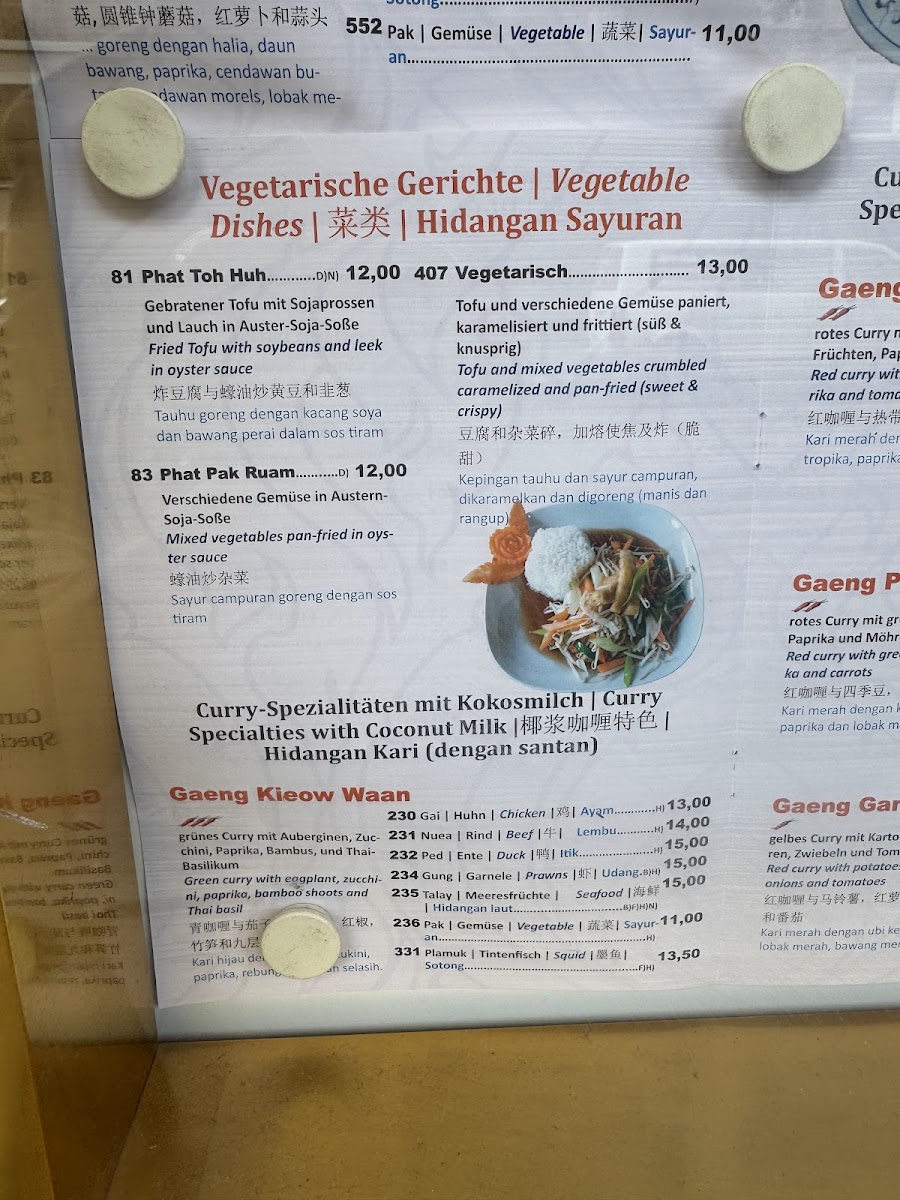 菇,圆锥钟蘑菇，红萝卜和蒜头
... goreng dengan halia, daun
bawang, paprika, cendawan bu-
dawan morels, lobak me-
Sotong
552 Pak | Gemüse | Vegetable | 蔬菜| Sayur- 11,00
an
Vegetarische Gerichte | Vegetable
Dishes | 菜类 | Hidangan Sayuran
81 Phat Toh Huh...........D)N) 12,00
Gebratener Tofu mit Sojaprossen
und Lauch in Auster-Soja-Soße
Fried Tofu with soybeans and leek
in oyster sauce
炸豆腐与蠔油炒黄豆和韭葱
Tauhu goreng dengan kacang soya
dan bawang perai dalam sos tiram
83 Phat Pak Ruam..........D) 12,00
Verschiedene Gemüse in Austern-
Soja-Soße
Mixed vegetables pan-fried in oys-
ter sauce
蠔油炒杂菜
Sayur campuran goreng dengan sos
tiram
407 Vegetarisch.............................. 13,00
Tofu und verschiedene Gemüse paniert,
karamelisiert und frittiert (süß &
knusprig)
Tofu and mixed vegetables crumbled
caramelized and pan-fried (sweet &
crispy)
豆腐和杂菜碎，加熔使焦及炸（脆
甜）
Kepingan tauhu dan sayur campuran,
dikaramelkan dan digoreng (manis dan
rangup)
Curry-Spezialitäten mit Kokosmilch | Curry
Specialties with Coconut Milk |椰浆咖喱特色 |
Hidangan Kari (dengan santan)
Gaeng Kieow Waan
grünes Curry mit Auberginen, Zuc-
chini, Paprika, Bambus, und Thai-
Basilikum
Green curry with eggplant, zucchi-
ni, paprika, bamboo shoots and
Thai basil
青咖喱与茄子 红椒，
竹笋和九层
Kari hijau de ukini,
paprika, rebun selasih.
230 Gai | Huhn | Chicken |鸡| Ayam..........H) 13,00
231 Nuea | Rind | Beef |牛| Lembu..........H) 14,00
232 Ped | Ente | Duck |鸭| Itik....................H) 15,00
234 Gung | Garnele | Prawns |虾| Udang.B)H) 15,00
235 Talay | Meeresfrüchte | Seafood |海鲜 15,00
| Hidangan laut..............................B)F)H)N)
236 Pak | Gemüse | Vegetable | 蔬菜| Sayur- 11,00
an.......................................................H)
331 Plamuk | Tintenfisch | Squid |墨鱼| 13,50
Sotong..............................................F)H)
Cu
Spe
Gaeng
rotes Curry m
Früchten, Pap
Red curry wit
rika and toma
红咖喱与热带
Kari merah der
tropika, paprika
Gaeng P
rotes Curry mit gr
Paprika und Möhr
Red curry with gree
ka and carrots
红咖喱与四季豆，
Kari merah dengan k
paprika dan lobak m
Gaeng Gar
gelbes Curry mit Karto
ren, Zwiebeln und Tom
Red curry with potatoes
onions and tomatoes
红咖喱与马铃薯，红萝
和番茄
Kari merah dengan ubi ke
lobak merah, bawang mer